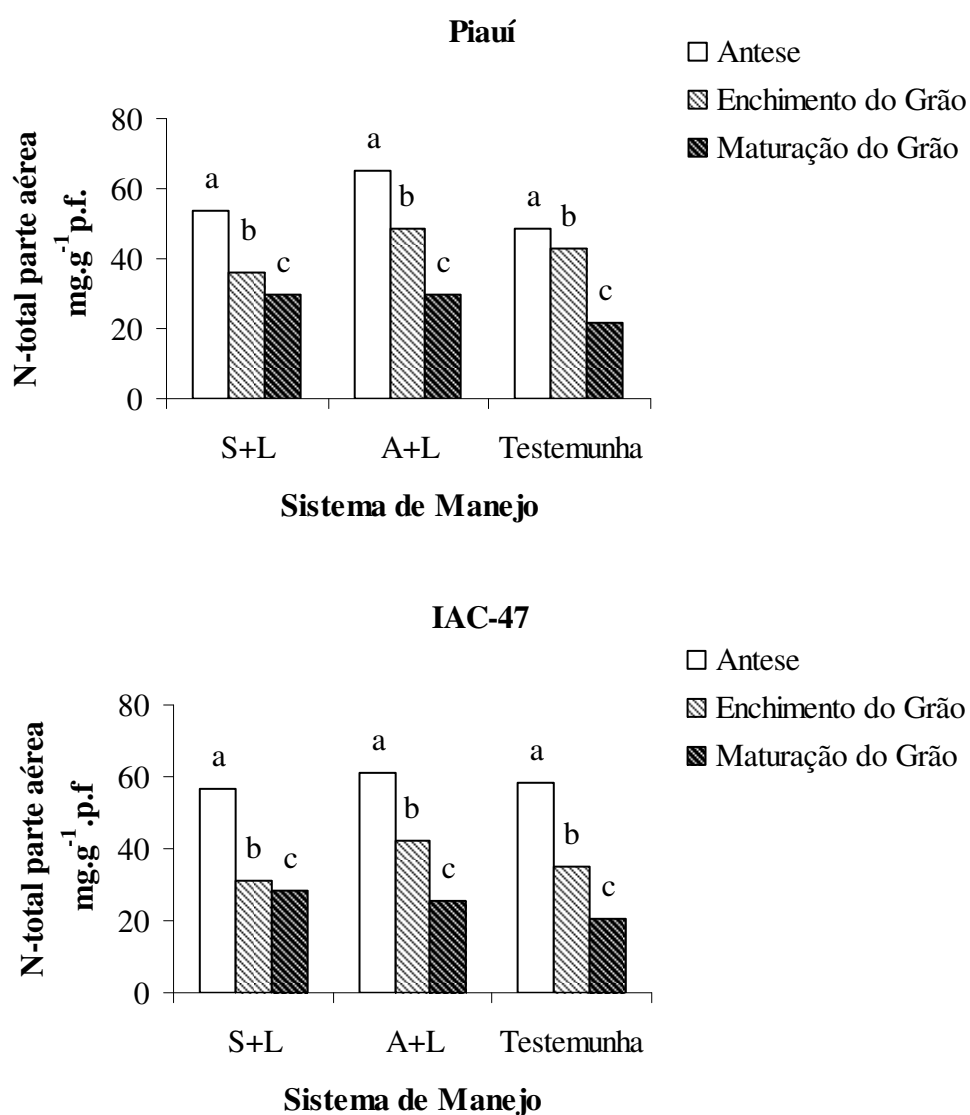 Piauí
Antese
Enchimento do Grão
Maturação do Grão
N-total parte aérea
mg.g⁻¹p.f.
80
60
40
20
0
a
b
c
a
b
c
a
b
c
S+L
A+L
Testemunha
Sistema de Manejo
IAC-47
Antese
Enchimento do Grão
Maturação do Grão
N-total parte aérea
mg.g⁻¹.p.f
80
60
40
20
0
a
b
c
a
b
c
a
b
c
S+L
A+L
Testemunha
Sistema de Manejo